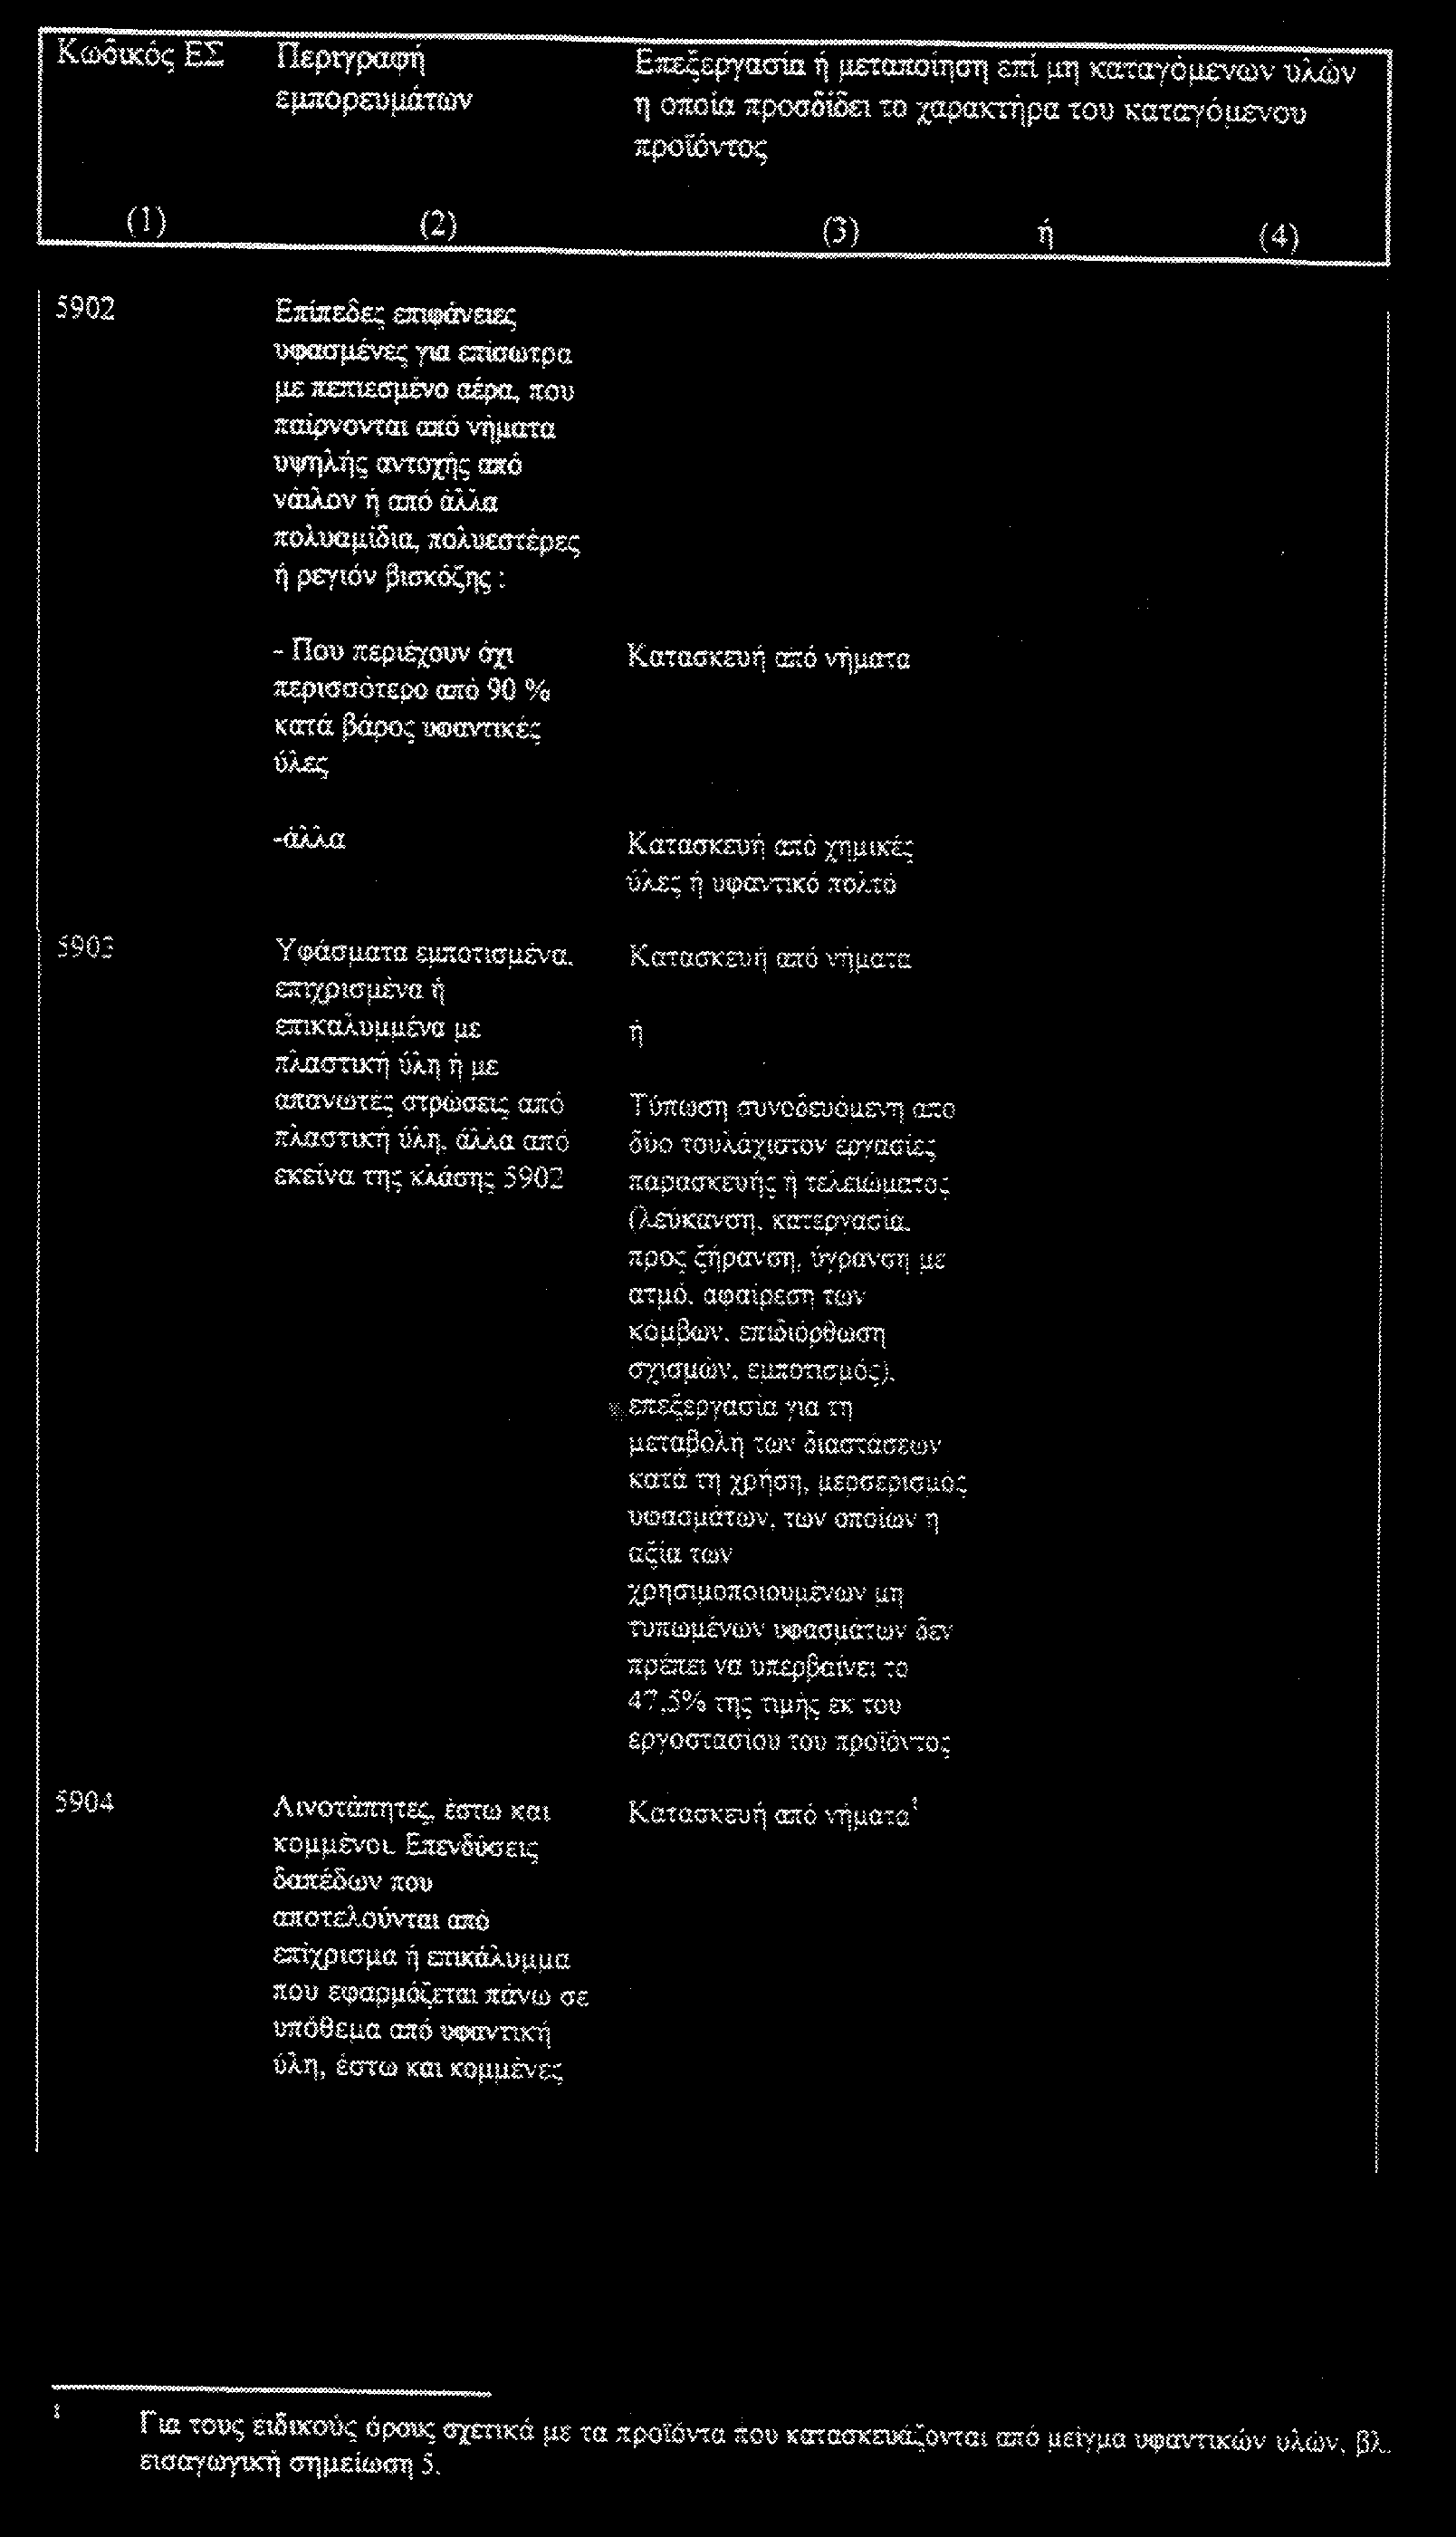 Κωδικός ΕΣ
Περιγραφή
εμπορευμάτων
Επεξεργασία ή μεταποίηση επί μη καταγόμενων υλών
η οποία προσδίδει το χαρακτήρα του καταγόμενου
προϊόντος
(1) (2) (3) ή (4)
5902
Επίπεδες επιφάνειες
υφασμένες για επίσωτρα
με πεπιεσμένο αέρα, που
παίρνονται από νήματα
υψηλής αντοχής από
νάιλον ή από άλλα
πολυαμίδια, πολυεστέρες
ή ρεγιόν βισκόζης :
- Που περιέχουν όχι
περισσότερο από 90 %
κατά βάρος υφαντικές
ύλες
Κατασκευή από νήματα
-άλλα
Κατασκευή από χημικές
ύλες ή υφαντικό πολτό
5903
Υφάσματα εμποτισμένα,
επιχρισμένα ή
επικαλυμμένα με
πλαστική ύλη ή με
απανωτές στρώσεις από
πλαστική ύλη, άλλα από
εκείνα της κλάσης 5902
Κατασκευή από νήματα
ή
Τύπωση συνοδευόμενη απο
δύο τουλάχιστον εργασίες
παρασκευής ή τελειώματος
(λεύκανση, κατεργασία,
προς ξήρανση, ύγρανση με
ατμό, αφαίρεση των
κόμβων, επιδιόρθωση
σχισμών, εμποτισμός),
επεξεργασία για τη
μεταβολή των διαστάσεων
κατά τη χρήση, μερσερισμός
υφασμάτων, των οποίων η
αξία των
χρησιμοποιουμένων μη
τυπωμένων υφασμάτων δεν
πρέπει να υπερβαίνει το
47,5% της τιμής εκ του
εργοστασίου του προϊόντος
5904
Λινοτάπητες, έστω και
κομμένοι. Επενδύσεις
δαπέδων που
αποτελούνται από
επίχρισμα ή επικάλυμμα
που εφαρμόζεται πάνω σε
υπόθεμα από υφαντική
ύλη, έστω και κομμένες
Κατασκευή από νήματα¹
¹ Για τους ειδικούς όρους σχετικά με τα προϊόντα που κατασκευάζονται από μείγμα υφαντικών υλών, βλ.
εισαγωγική σημείωση 5.